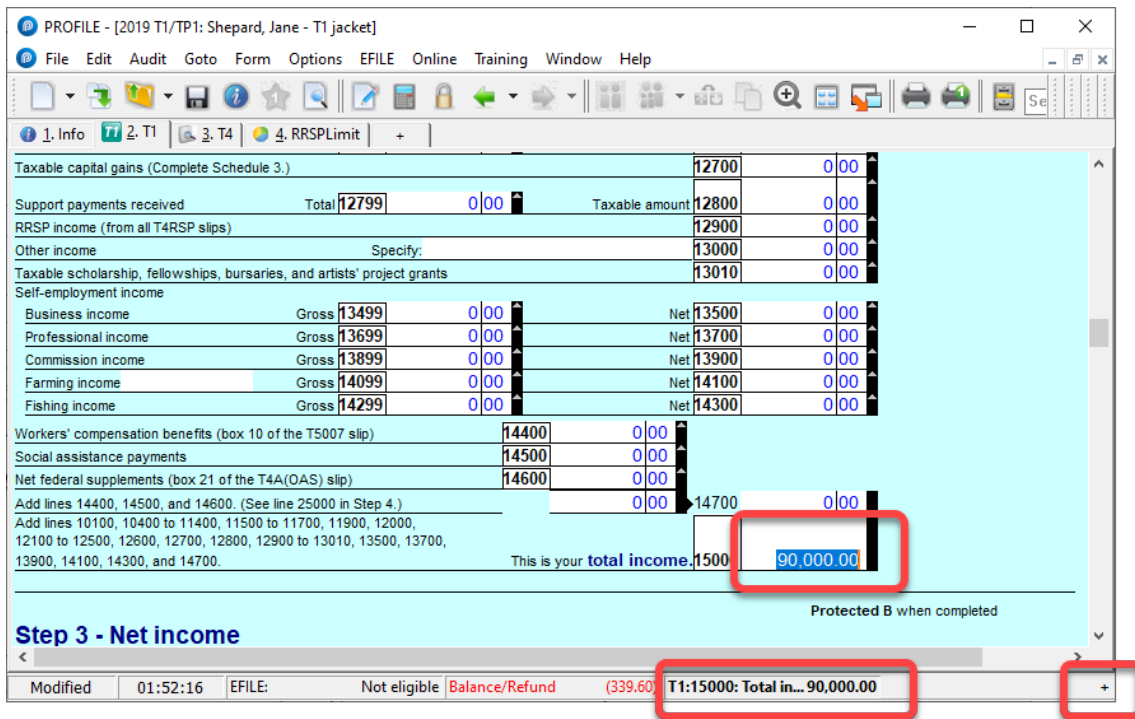 PROFILE - [2019 T1/TP1: Shepard, Jane - T1 jacket]
File Edit Audit Goto Form Options EFILE Online Training Window Help
Se
1. Info T1 2. T1 3. T4 4. RRSPLimit +
Taxable capital gains (Complete Schedule 3.) 12700 0 00
Support payments received Total 12799 0 00 Taxable amount 12800 0 00
RRSP income (from all T4RSP slips) 12900 0 00
Other income Specify: 13000 0 00
Taxable scholarship, fellowships, bursaries, and artists' project grants 13010 0 00
Self-employment income
Business income Gross 13499 0 00 Net 13500 0 00
Professional income Gross 13699 0 00 Net 13700 0 00
Commission income Gross 13899 0 00 Net 13900 0 00
Farming income Gross 14099 0 00 Net 14100 0 00
Fishing income Gross 14299 0 00 Net 14300 0 00
Workers' compensation benefits (box 10 of the T5007 slip) 14400 0 00
Social assistance payments 14500 0 00
Net federal supplements (box 21 of the T4A(OAS) slip) 14600 0 00
Add lines 14400, 14500, and 14600. (See line 25000 in Step 4.) 0 00 14700 0 00
Add lines 10100, 10400 to 11400, 11500 to 11700, 11900, 12000,
12100 to 12500, 12600, 12700, 12800, 12900 to 13010, 13500, 13700,
13900, 14100, 14300, and 14700. This is your total income. 15000 90,000.00
Protected B when completed
Step 3 - Net income
Modified 01:52:16 EFILE: Not eligible Balance/Refund (339.60) T1:15000: Total in... 90,000.00 +